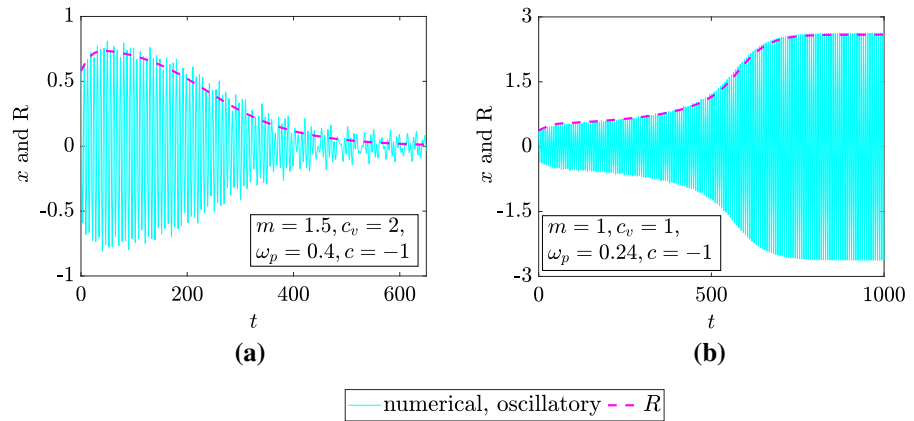 1
0.5
0
-0.5
-1
x and R
0 200 400 600
t
m = 1.5, c_v = 2,
ω_p = 0.4, c = −1
(a)
3
1.5
0
-1.5
-3
x and R
0 500 1000
t
m = 1, c_v = 1,
ω_p = 0.24, c = −1
(b)
numerical, oscillatory R